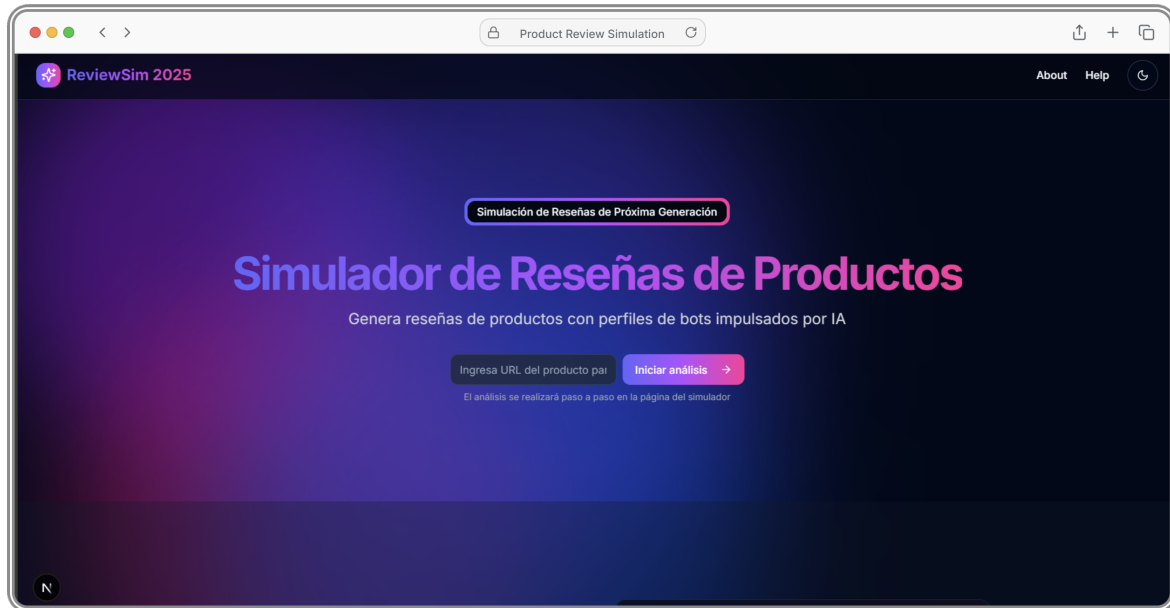 Product Review Simulation
ReviewSim 2025
About Help
Simulación de Reseñas de Próxima Generación
Simulador de Reseñas de Productos
Genera reseñas de productos con perfiles de bots impulsados por IA
Ingresa URL del producto par
Iniciar análisis →
El análisis se realizará paso a paso en la página del simulador
N